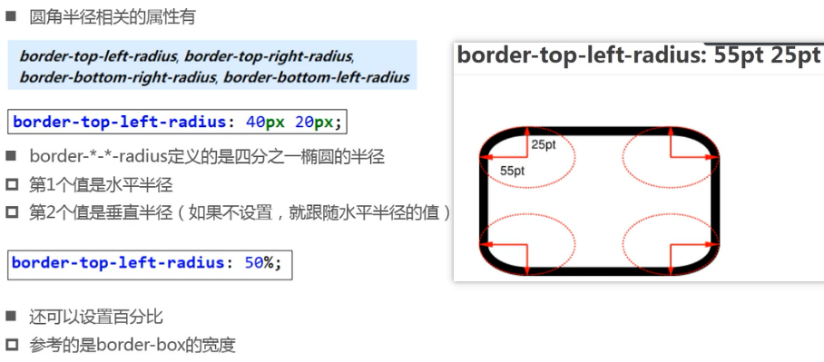 ■ 圆角半径相关的属性有
border-top-left-radius, border-top-right-radius,
border-bottom-right-radius, border-bottom-left-radius
border-top-left-radius: 40px 20px;
■ border-*-*-radius定义的是四分之一椭圆的半径
□ 第1个值是水平半径
□ 第2个值是垂直半径（如果不设置，就跟随水平半径的值）
border-top-left-radius: 50%;
■ 还可以设置百分比
□ 参考的是border-box的宽度
border-top-left-radius: 55pt 25pt
25pt
55pt